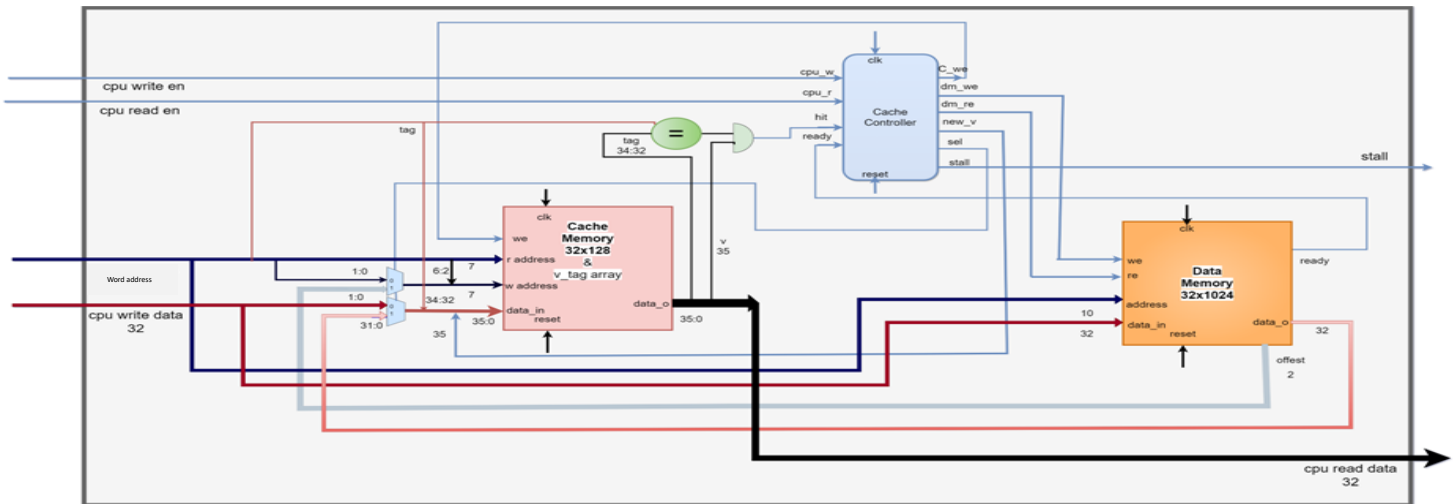 clk
cpu_w
C_we
cpu write en
dm_we
cpu_r
dm_re
cpu read en
Cache
Controller
hit
new_v
tag
=
ready
sel
tag
34:32
stall
stall
reset
clk
Cache
Memory
32x128
&
v_tag array
we
v
35
clk
r address
we
ready
Word address
1:0
6:2
7
re
Data
Memory
32x1024
w address
1:0
34:32
7
data_o
address
cpu write data
32
31:0
data_in
35:0
reset
35:0
10
data_in
data_o
32
35
32
reset
offest
2
cpu read data
32